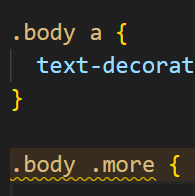 .body a {
text-decorat
}
.body .more {